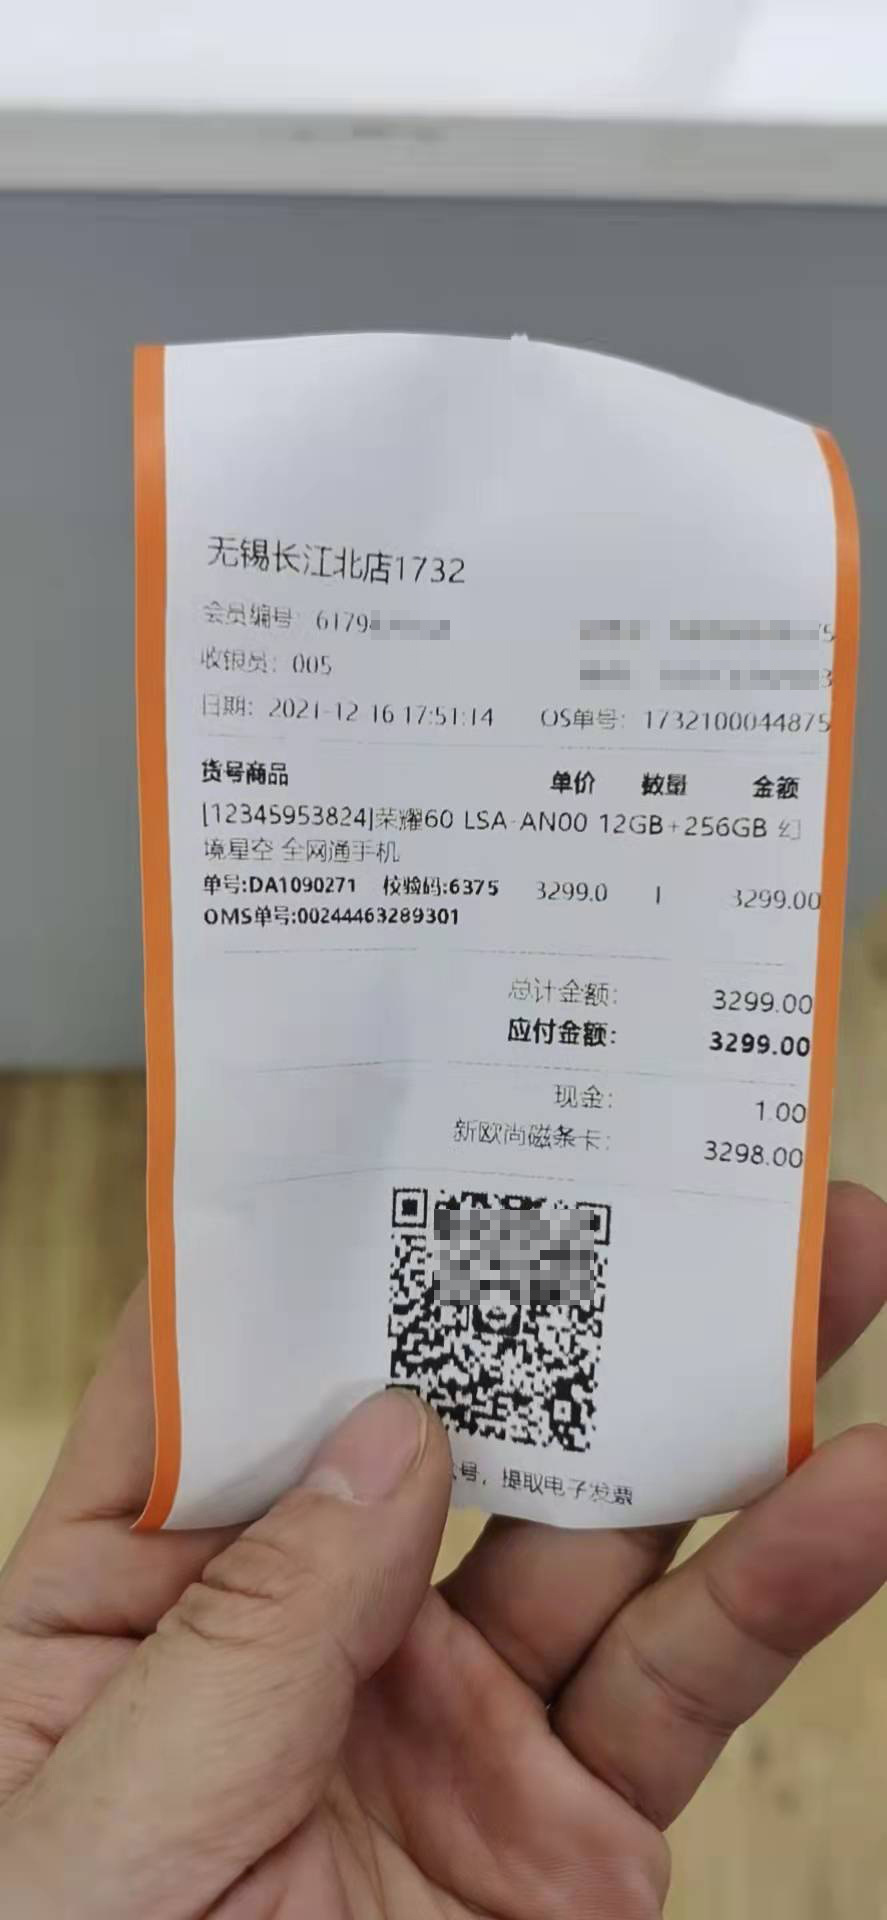 无锡长江北店1732
会员编号 6179
收银员：005
日期：2021-12-16 17:51:14 OS单号：1732100044875
货号商品 单价 数量 金额
[12345953824]荣耀60 LSA-AN00 12GB+256GB 幻
境星空 全网通手机
单号:DA1090271 校验码:6375 3299.0 1 3299.00
OMS单号:00244463289301
总计金额： 3299.00
应付金额： 3299.00
现金： 1.00
新欧尚磁条卡： 3298.00
号，提取电子发票